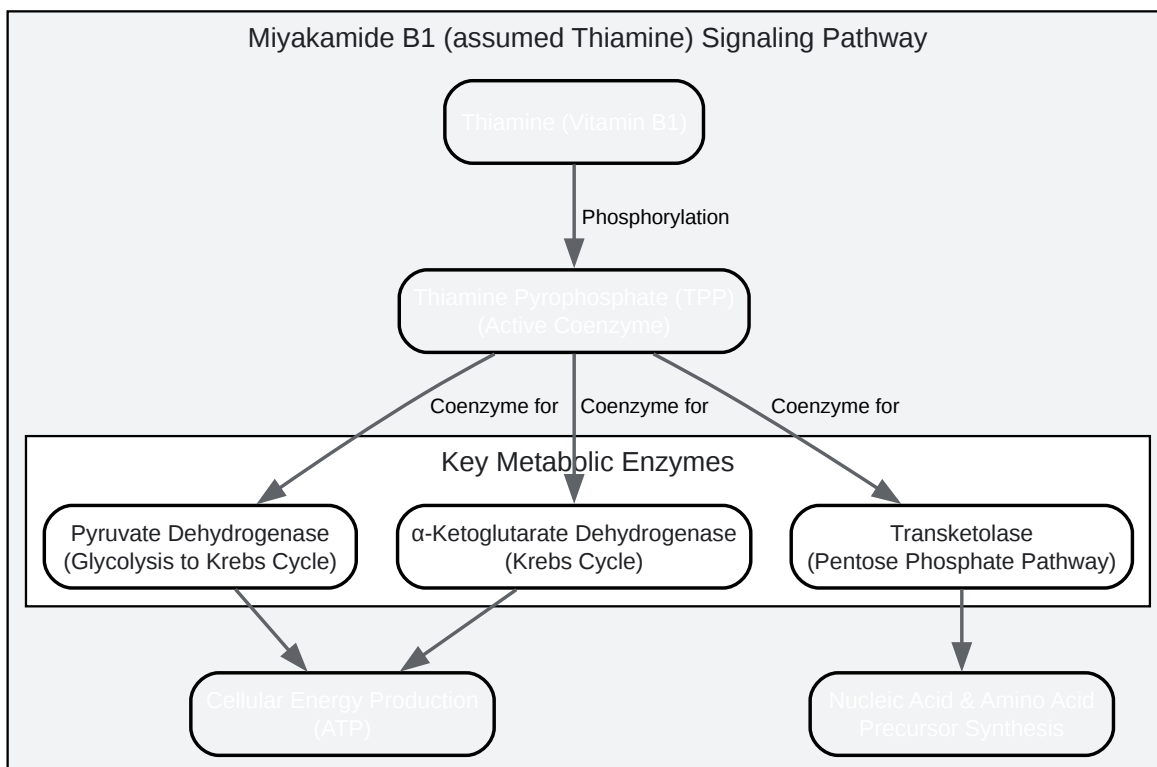 Miyakamide B1 (assumed Thiamine) Signaling Pathway
Thiamine (Vitamin B1)
Phosphorylation
Thiamine Pyrophosphate (TPP)
(Active Coenzyme)
Coenzyme for
Coenzyme for
Coenzyme for
Key Metabolic Enzymes
Pyruvate Dehydrogenase
(Glycolysis to Krebs Cycle)
α-Ketoglutarate Dehydrogenase
(Krebs Cycle)
Transketolase
(Pentose Phosphate Pathway)
Cellular Energy Production
(ATP)
Nucleic Acid & Amino Acid
Precursor Synthesis